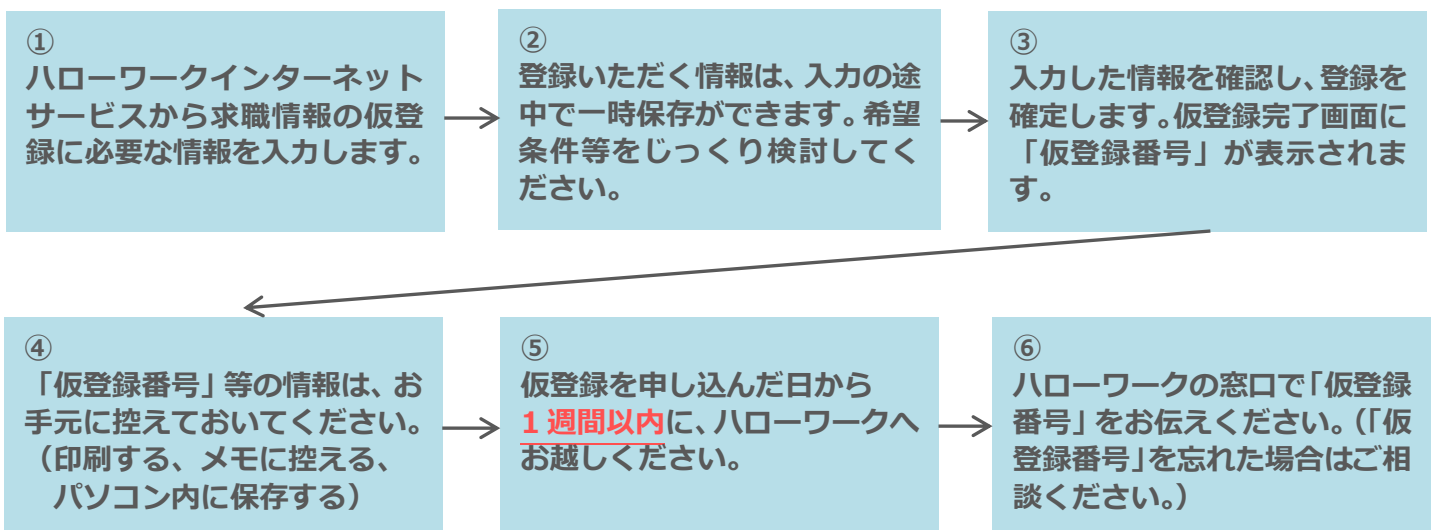 ①
ハローワークインターネット
サービスから求職情報の仮登
録に必要な情報を入力します。
②
登録いただく情報は、入力の途
中で一時保存ができます。希望
条件等をじっくり検討してく
ださい。
③
入力した情報を確認し、登録を
確定します。仮登録完了画面に
「仮登録番号」が表示されま
す。
④
「仮登録番号」等の情報は、お
手元に控えておいてください。
（印刷する、メモに控える、
パソコン内に保存する）
⑤
仮登録を申し込んだ日から
１週間以内に、ハローワークへ
お越しください。
⑥
ハローワークの窓口で「仮登録
番号」をお伝えください。（「仮
登録番号」を忘れた場合はご相
談ください。）